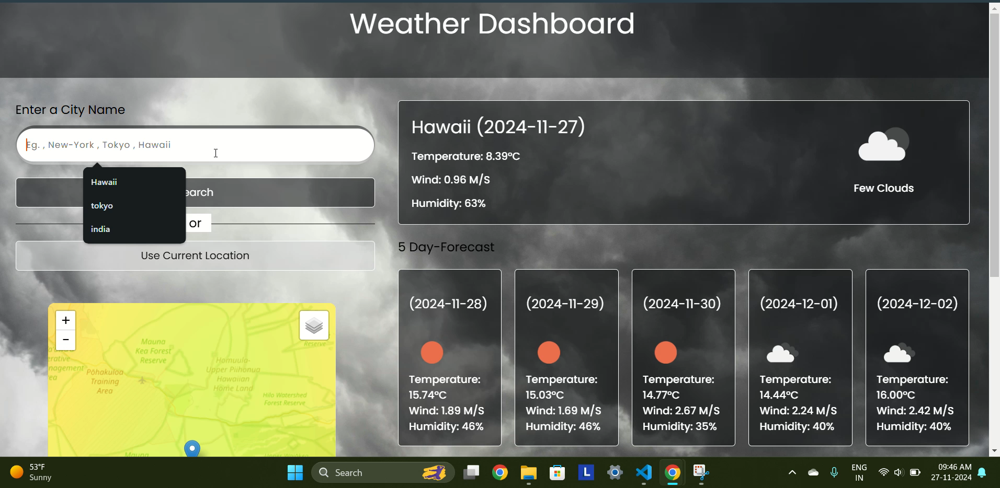 Weather Dashboard
Enter a City Name
Eg. , New-York , Tokyo , Hawaii
Hawaii
tokyo
india
earch
or
Use Current Location
+
−
Mauna
Kea Forest
Reserve
Reserve
nagement
Pōhakuloa
Training
Area
Homuula-
Upper Piihonua
Hawaiian
Home Land
Hilo Watershed
Forest Reserve
Mauna
Hawaii (2024-11-27)
Temperature: 8.39°C
Wind: 0.96 M/S
Humidity: 63%
Few Clouds
5 Day-Forecast
(2024-11-28)
Temperature:
15.74°C
Wind: 1.89 M/S
Humidity: 46%
(2024-11-29)
Temperature:
15.03°C
Wind: 1.69 M/S
Humidity: 46%
(2024-11-30)
Temperature:
14.77°C
Wind: 2.67 M/S
Humidity: 35%
(2024-12-01)
Temperature:
14.44°C
Wind: 2.24 M/S
Humidity: 40%
(2024-12-02)
Temperature:
16.00°C
Wind: 2.42 M/S
Humidity: 40%
53°F
Sunny
Search
L
ENG
IN
09:46 AM
27-11-2024